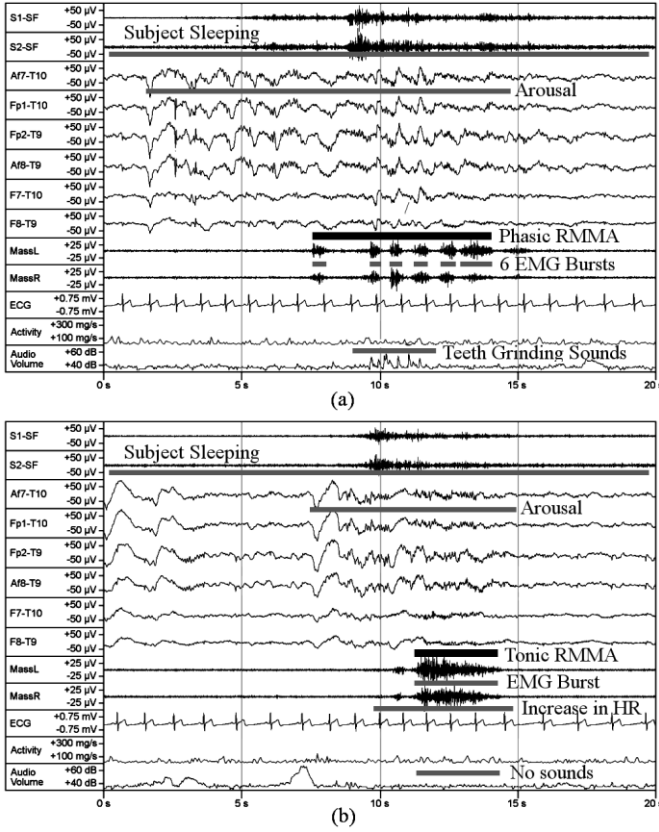 S1-SF +50 µV -50 µV
S2-SF +50 µV -50 µV
Subject Sleeping
Af7-T10 +50 µV -50 µV
Arousal
Fp1-T10 +50 µV -50 µV
Fp2-T9 +50 µV -50 µV
Af8-T9 +50 µV -50 µV
F7-T10 +50 µV -50 µV
F8-T9 +50 µV -50 µV
Phasic RMMA
MassL +25 µV -25 µV
6 EMG Bursts
MassR +25 µV -25 µV
ECG +0.75 mV -0.75 mV
Activity +300 mg/s +100 mg/s
Teeth Grinding Sounds
Audio Volume +60 dB +40 dB
0 s 5 s 10 s 15 s 20 s
(a)
S1-SF +50 µV -50 µV
Subject Sleeping
S2-SF +50 µV -50 µV
Af7-T10 +50 µV -50 µV
Arousal
Fp1-T10 +50 µV -50 µV
Fp2-T9 +50 µV -50 µV
Af8-T9 +50 µV -50 µV
F7-T10 +50 µV -50 µV
F8-T9 +50 µV -50 µV
Tonic RMMA
MassL +25 µV -25 µV
EMG Burst
MassR +25 µV -25 µV
Increase in HR
ECG +0.75 mV -0.75 mV
Activity +300 mg/s +100 mg/s
No sounds
Audio Volume +60 dB +40 dB
0 s 5 s 10 s 15 s 20 s
(b)